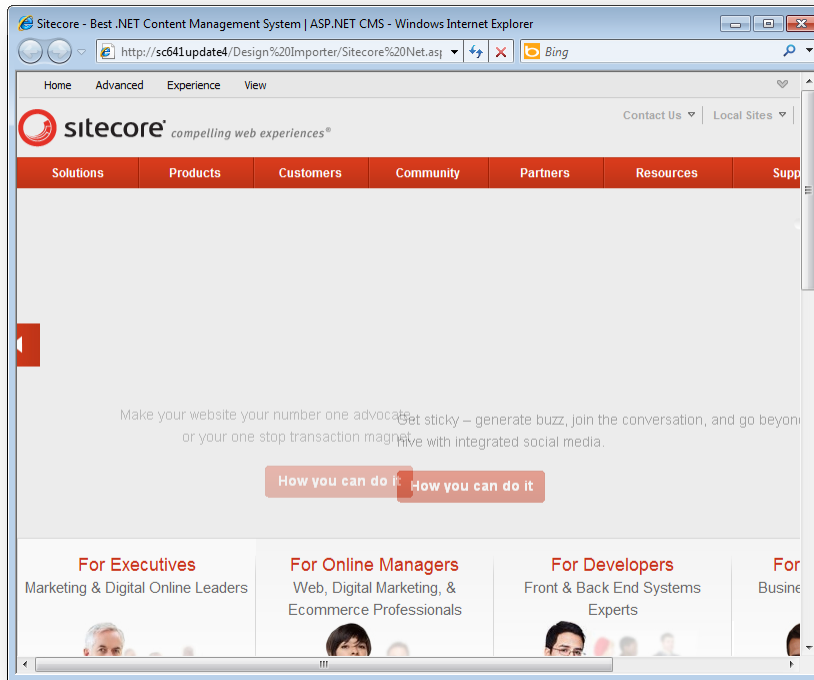 Sitecore - Best .NET Content Management System | ASP.NET CMS - Windows Internet Explorer
http://sc641update4/Design%20Importer/Sitecore%20Net.asp
Bing
Home Advanced Experience View
sitecore® compelling web experiences®
Contact Us Local Sites
Solutions Products Customers Community Partners Resources Supp
Make your website your number one advocate
or your one stop transaction magnet.
How you can do it
Get sticky – generate buzz, join the conversation, and go beyond
hive with integrated social media.
How you can do it
For Executives
Marketing & Digital Online Leaders
For Online Managers
Web, Digital Marketing, &
Ecommerce Professionals
For Developers
Front & Back End Systems
Experts
For
Busine